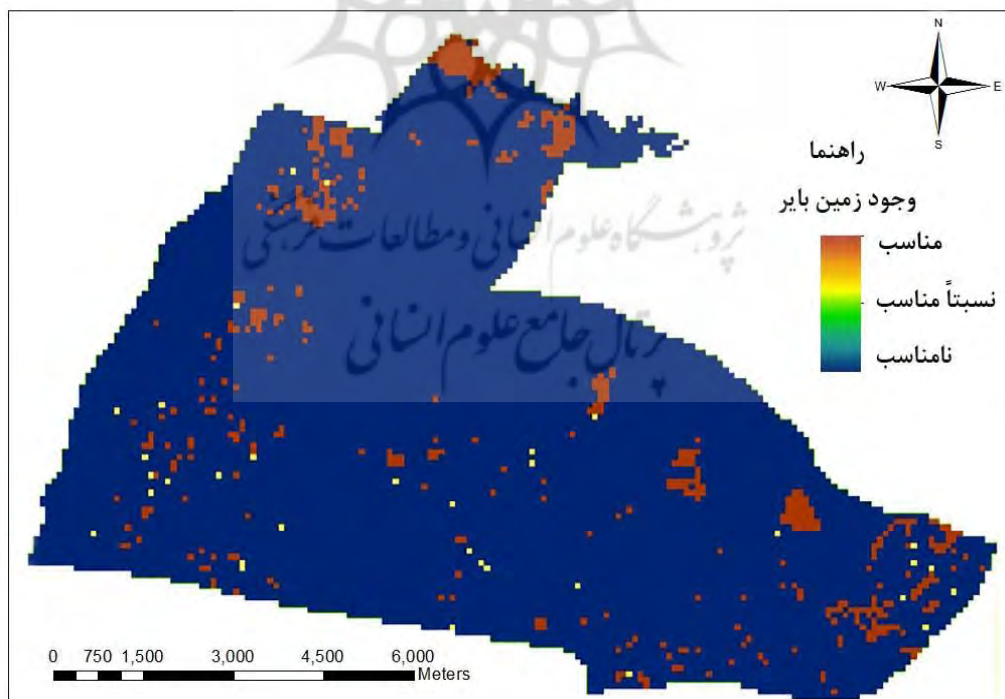 N
W E
S
راهنما
وجود زمین بایر
مناسب
نسبتاً مناسب
نامناسب
پژوهشگاه علوم انسانی و مطالعات فرهنگی
پرتال جامع علوم انسانی
0 750 1,500 3,000 4,500 6,000
Meters